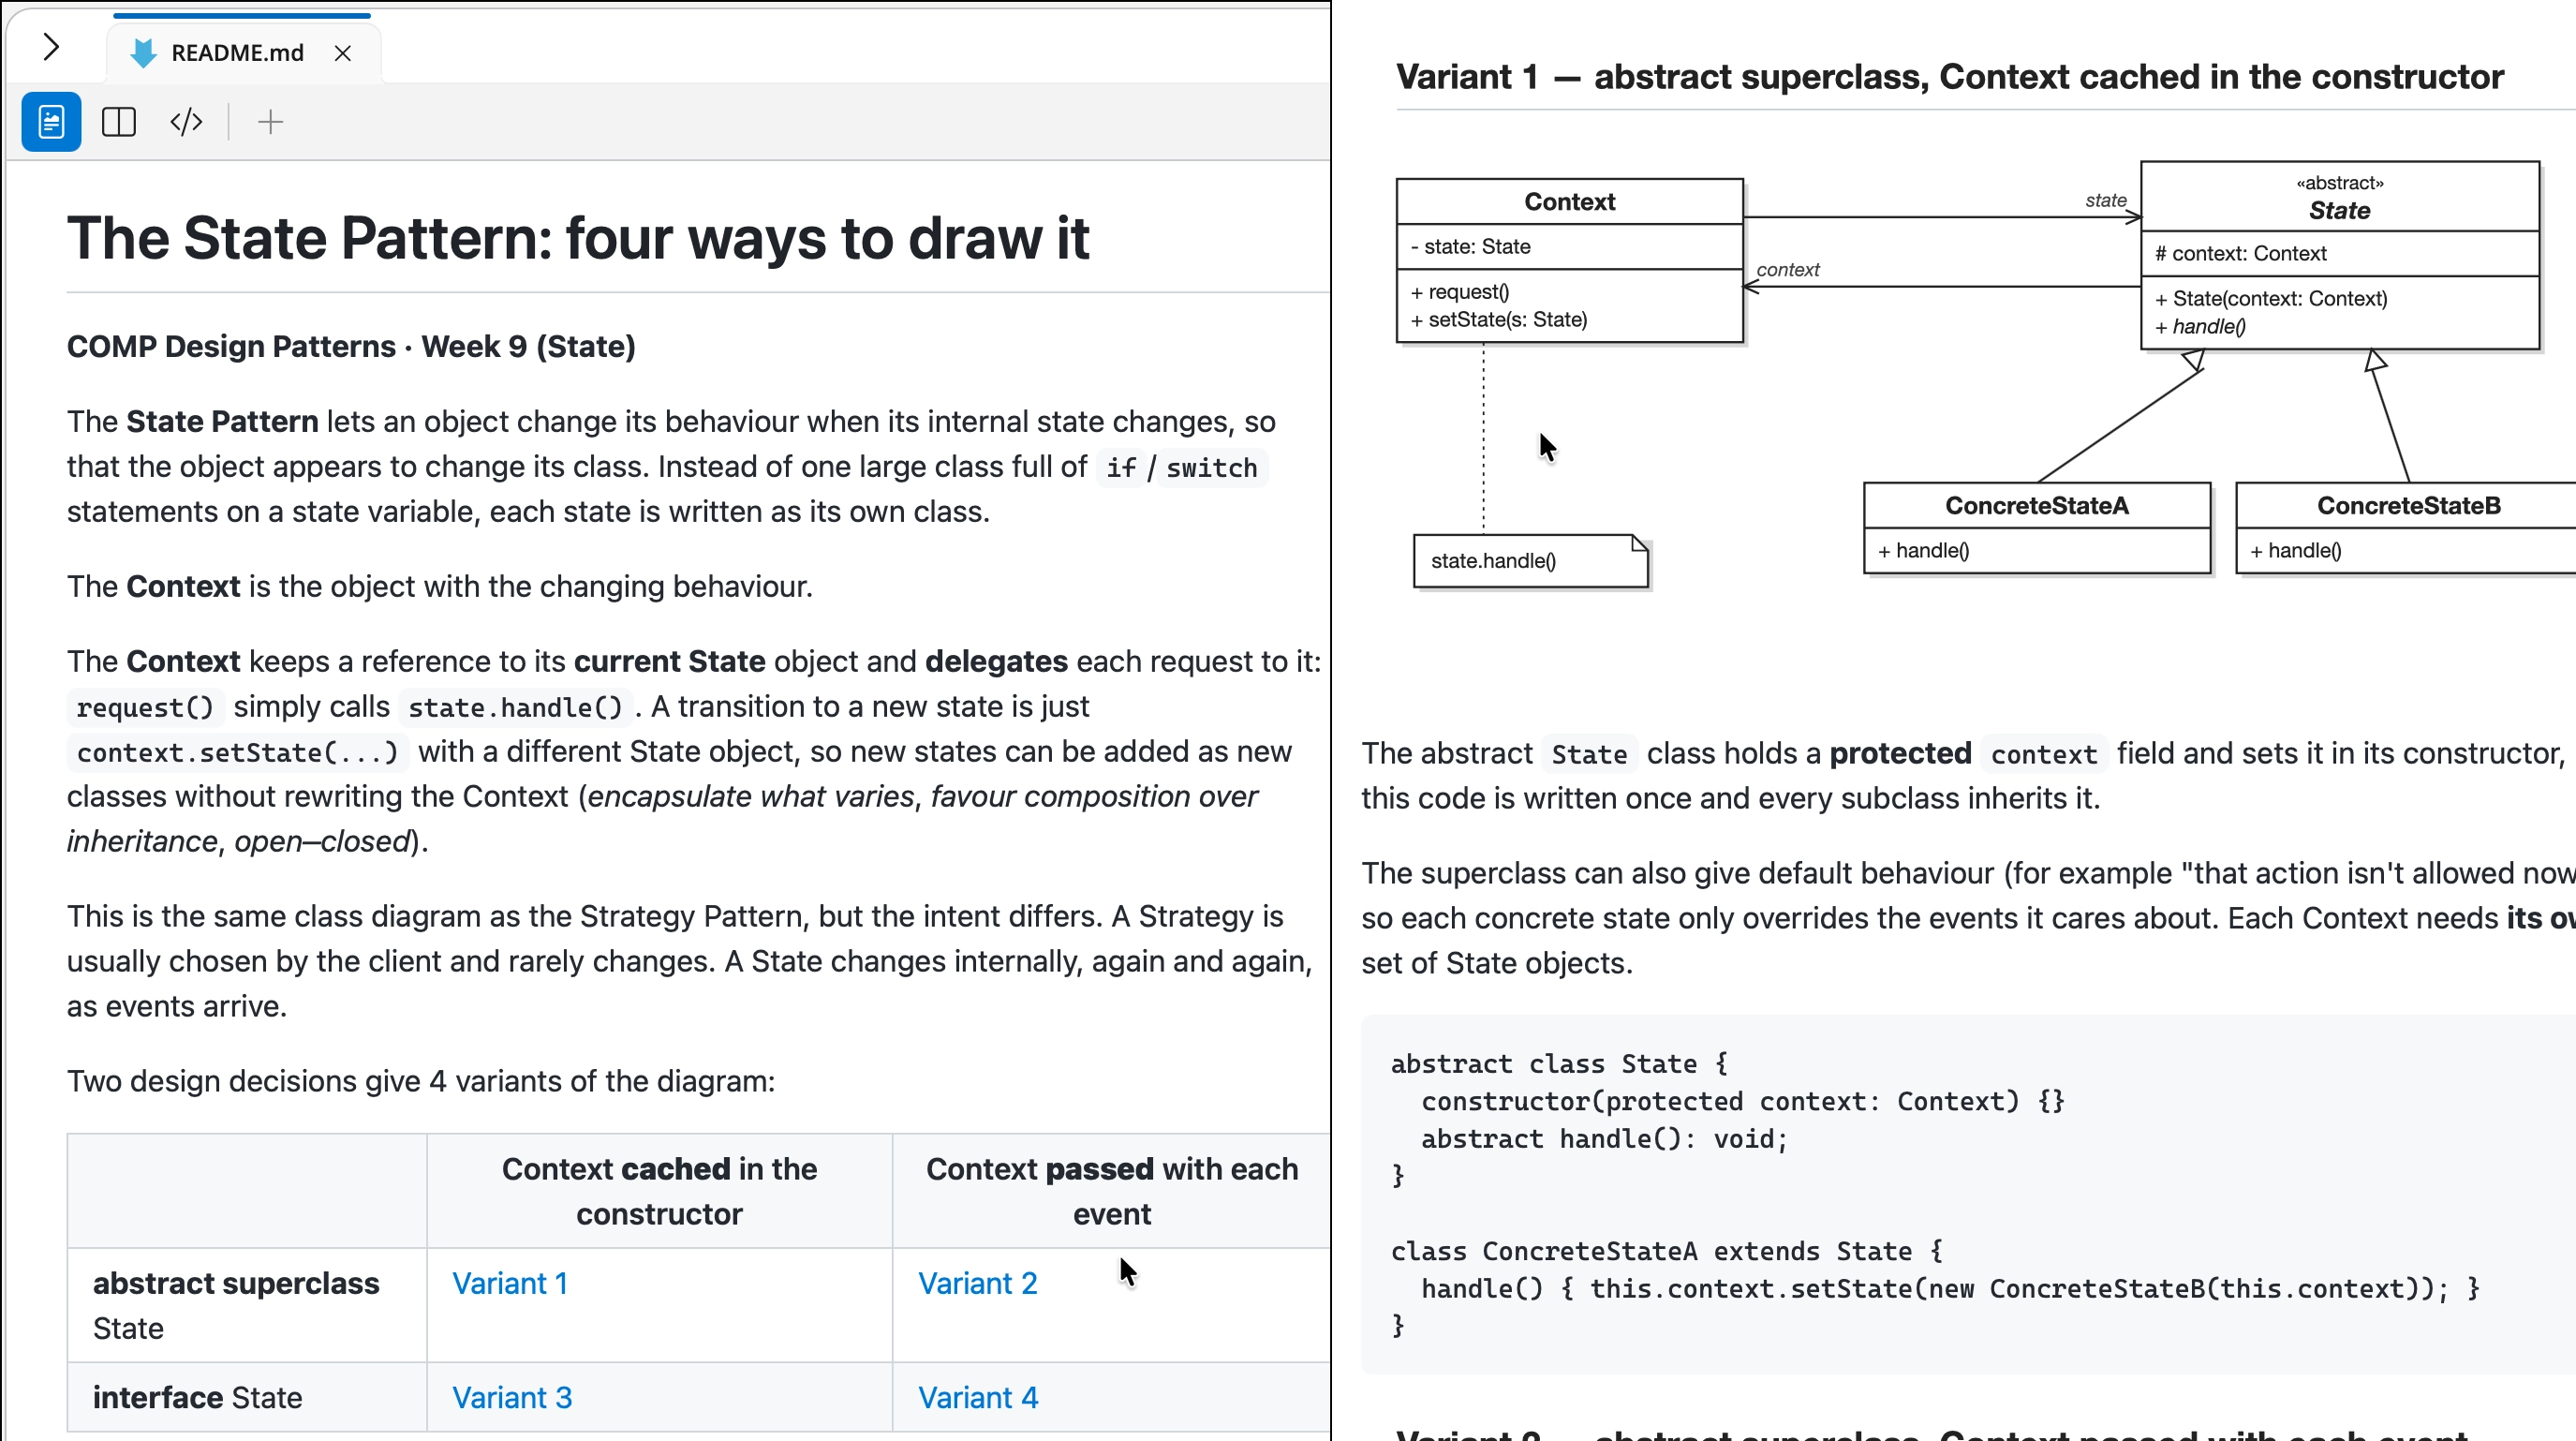 README.md
The State Pattern: four ways to draw it
COMP Design Patterns · Week 9 (State)
The State Pattern lets an object change its behaviour when its internal state changes, so
that the object appears to change its class. Instead of one large class full of if / switch
statements on a state variable, each state is written as its own class.
The Context is the object with the changing behaviour.
The Context keeps a reference to its current State object and delegates each request to it:
request() simply calls state.handle() . A transition to a new state is just
context.setState(...) with a different State object, so new states can be added as new
classes without rewriting the Context (encapsulate what varies, favour composition over
inheritance, open–closed).
This is the same class diagram as the Strategy Pattern, but the intent differs. A Strategy is
usually chosen by the client and rarely changes. A State changes internally, again and again,
as events arrive.
Two design decisions give 4 variants of the diagram:
Context cached in the
constructor
Context passed with each
event
abstract superclass
State
Variant 1
Variant 2
interface State
Variant 3
Variant 4
Variant 1 — abstract superclass, Context cached in the constructor
Context
- state: State
+ request()
+ setState(s: State)
state
context
«abstract»
State
# context: Context
+ State(context: Context)
+ handle()
state.handle()
ConcreteStateA
+ handle()
ConcreteStateB
+ handle()
The abstract State class holds a protected context field and sets it in its constructor,
this code is written once and every subclass inherits it.
The superclass can also give default behaviour (for example "that action isn't allowed now
so each concrete state only overrides the events it cares about. Each Context needs its
set of State objects.
abstract class State {
constructor(protected context: Context) {}
abstract handle(): void;
}
class ConcreteStateA extends State {
handle() { this.context.setState(new ConcreteStateB(this.context)); }
}
Variant 2 — abstract superclass, Context passed with each event